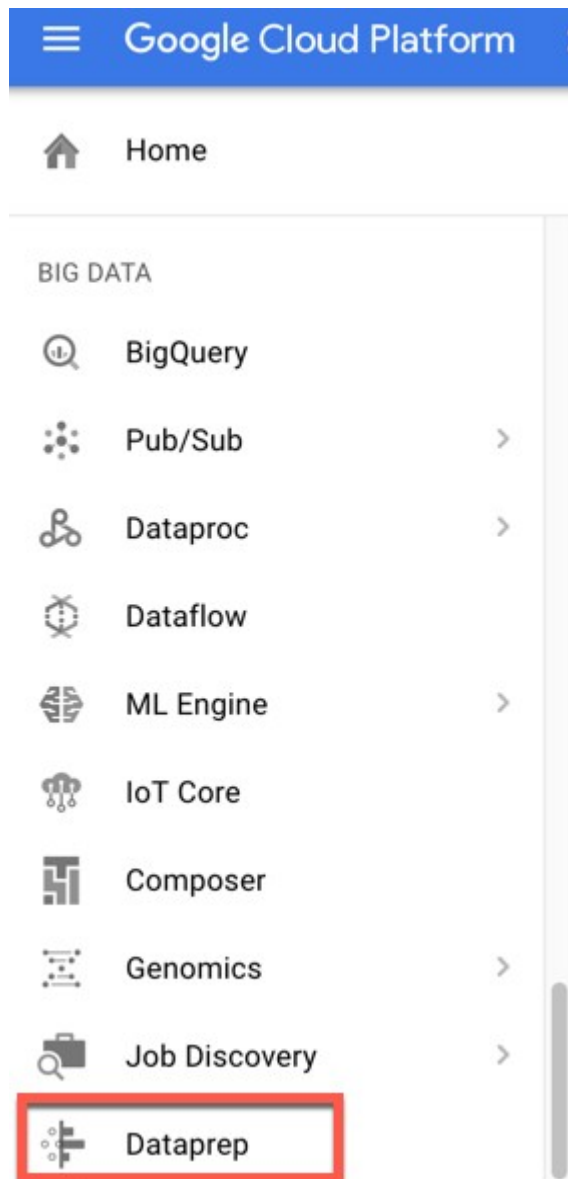 Google Cloud Platform
Home
BIG DATA
BigQuery
Pub/Sub
Dataproc
Dataflow
ML Engine
IoT Core
Composer
Genomics
Job Discovery
Dataprep